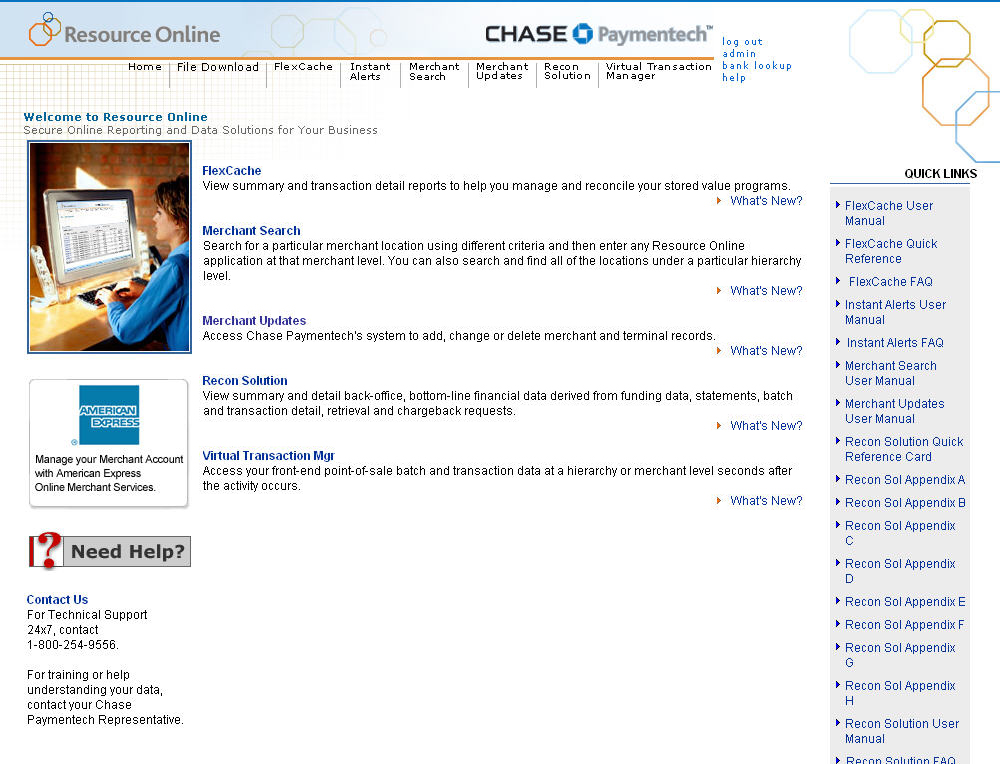 Resource Online
CHASE Paymentech™
log out
admin
bank lookup
help
Home
File Download
FlexCache
Instant
Alerts
Merchant
Search
Merchant
Updates
Recon
Solution
Virtual Transaction
Manager
Welcome to Resource Online
Secure Online Reporting and Data Solutions for Your Business
FlexCache
View summary and transaction detail reports to help you manage and reconcile your stored value programs.
What's New?
Merchant Search
Search for a particular merchant location using different criteria and then enter any Resource Online
application at that merchant level. You can also search and find all of the locations under a particular hierarchy
level.
What's New?
Merchant Updates
Access Chase Paymentech's system to add, change or delete merchant and terminal records.
What's New?
Recon Solution
View summary and detail back-office, bottom-line financial data derived from funding data, statements, batch
and transaction detail, retrieval and chargeback requests.
What's New?
Virtual Transaction Mgr
Access your front-end point-of-sale batch and transaction data at a hierarchy or merchant level seconds after
the activity occurs.
What's New?
AMERICAN
EXPRESS
®
Manage your Merchant Account
with American Express
Online Merchant Services.
? Need Help?
Contact Us
For Technical Support
24x7, contact
1-800-254-9556.
For training or help
understanding your data,
contact your Chase
Paymentech Representative.
QUICK LINKS
FlexCache User
Manual
FlexCache Quick
Reference
FlexCache FAQ
Instant Alerts User
Manual
Instant Alerts FAQ
Merchant Search
User Manual
Merchant Updates
User Manual
Recon Solution Quick
Reference Card
Recon Sol Appendix A
Recon Sol Appendix B
Recon Sol Appendix
C
Recon Sol Appendix
D
Recon Sol Appendix E
Recon Sol Appendix F
Recon Sol Appendix
G
Recon Sol Appendix
H
Recon Solution User
Manual
Recon Solution FAQ